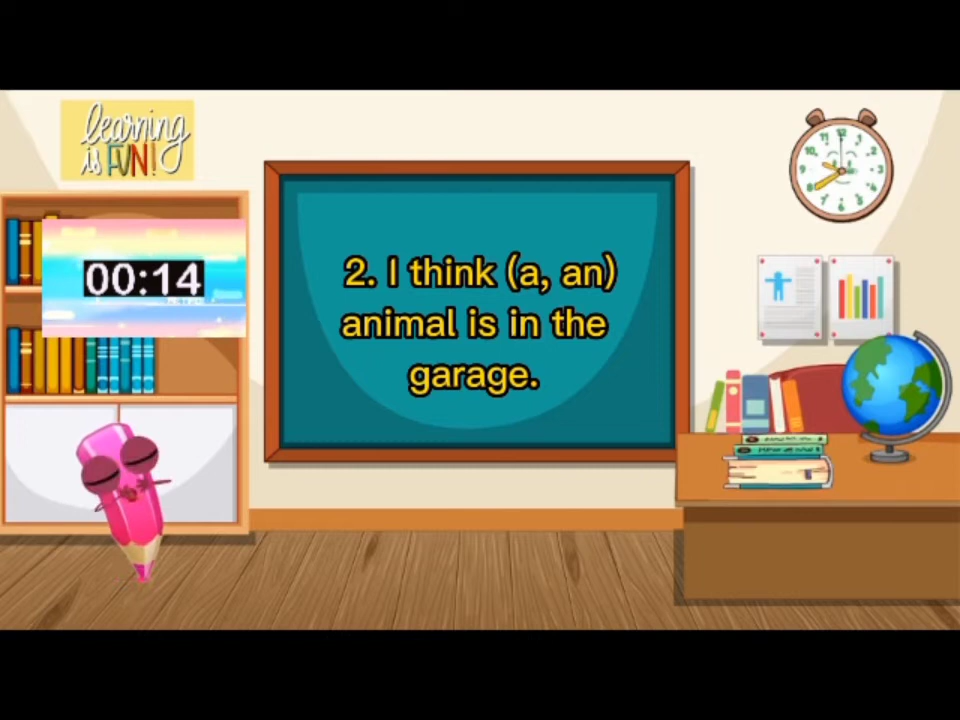 learning
is FUN!
00:14
2. I think (a, an)
animal is in the
garage.